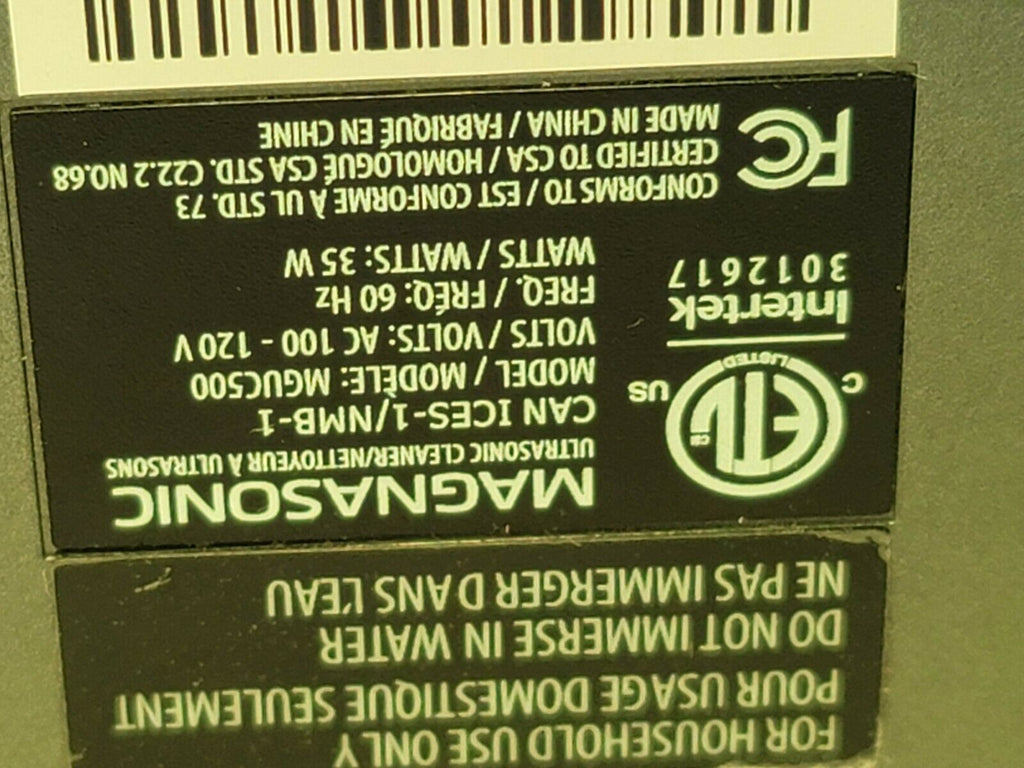 FOR HOUSEHOLD USE ONLY
POUR USAGE DOMESTIQUE SEULEMENT
DO NOT IMMERSE IN WATER
NE PAS IMMERGER DANS L'EAU
MAGNASONIC
ULTRASONIC CLEANER/NETTOYEUR À ULTRASONS
CAN ICES-1/NMB-1
MODEL / MODÈLE: MGUC500
VOLTS / VOLTS: AC 100 - 120 V
FREQ. / FRÉQ: 60 Hz
WATTS / WATTS: 35 W
ETL
CM
LISTED
C
US
Intertek
3012617
CONFORMS TO / EST CONFORME À UL STD. 73
CERTIFIED TO CSA / HOMOLOGUÉ CSA STD. C22.2 NO.68
MADE IN CHINA / FABRIQUÉ EN CHINE
FC